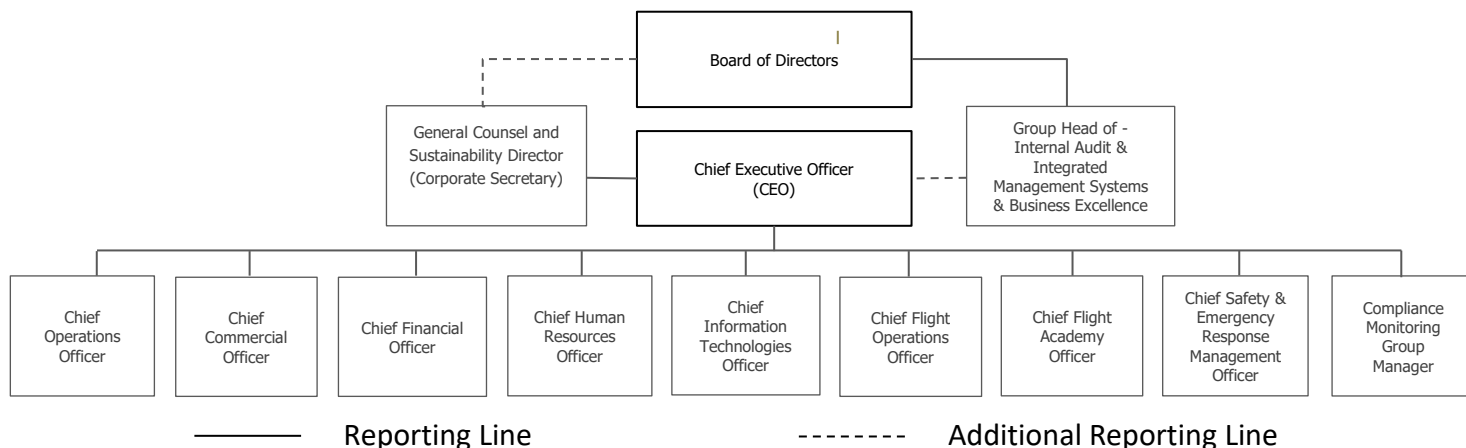 Board of Directors
General Counsel and
Sustainability Director
(Corporate Secretary)
Chief Executive Officer
(CEO)
Group Head of -
Internal Audit &
Integrated
Management Systems
& Business Excellence
Chief
Operations
Officer
Chief
Commercial
Officer
Chief Financial
Officer
Chief Human
Resources
Officer
Chief
Information
Technologies
Officer
Chief Flight
Operations
Officer
Chief Flight
Academy
Officer
Chief Safety &
Emergency
Response
Management
Officer
Compliance
Monitoring
Group
Manager
Reporting Line
Additional Reporting Line